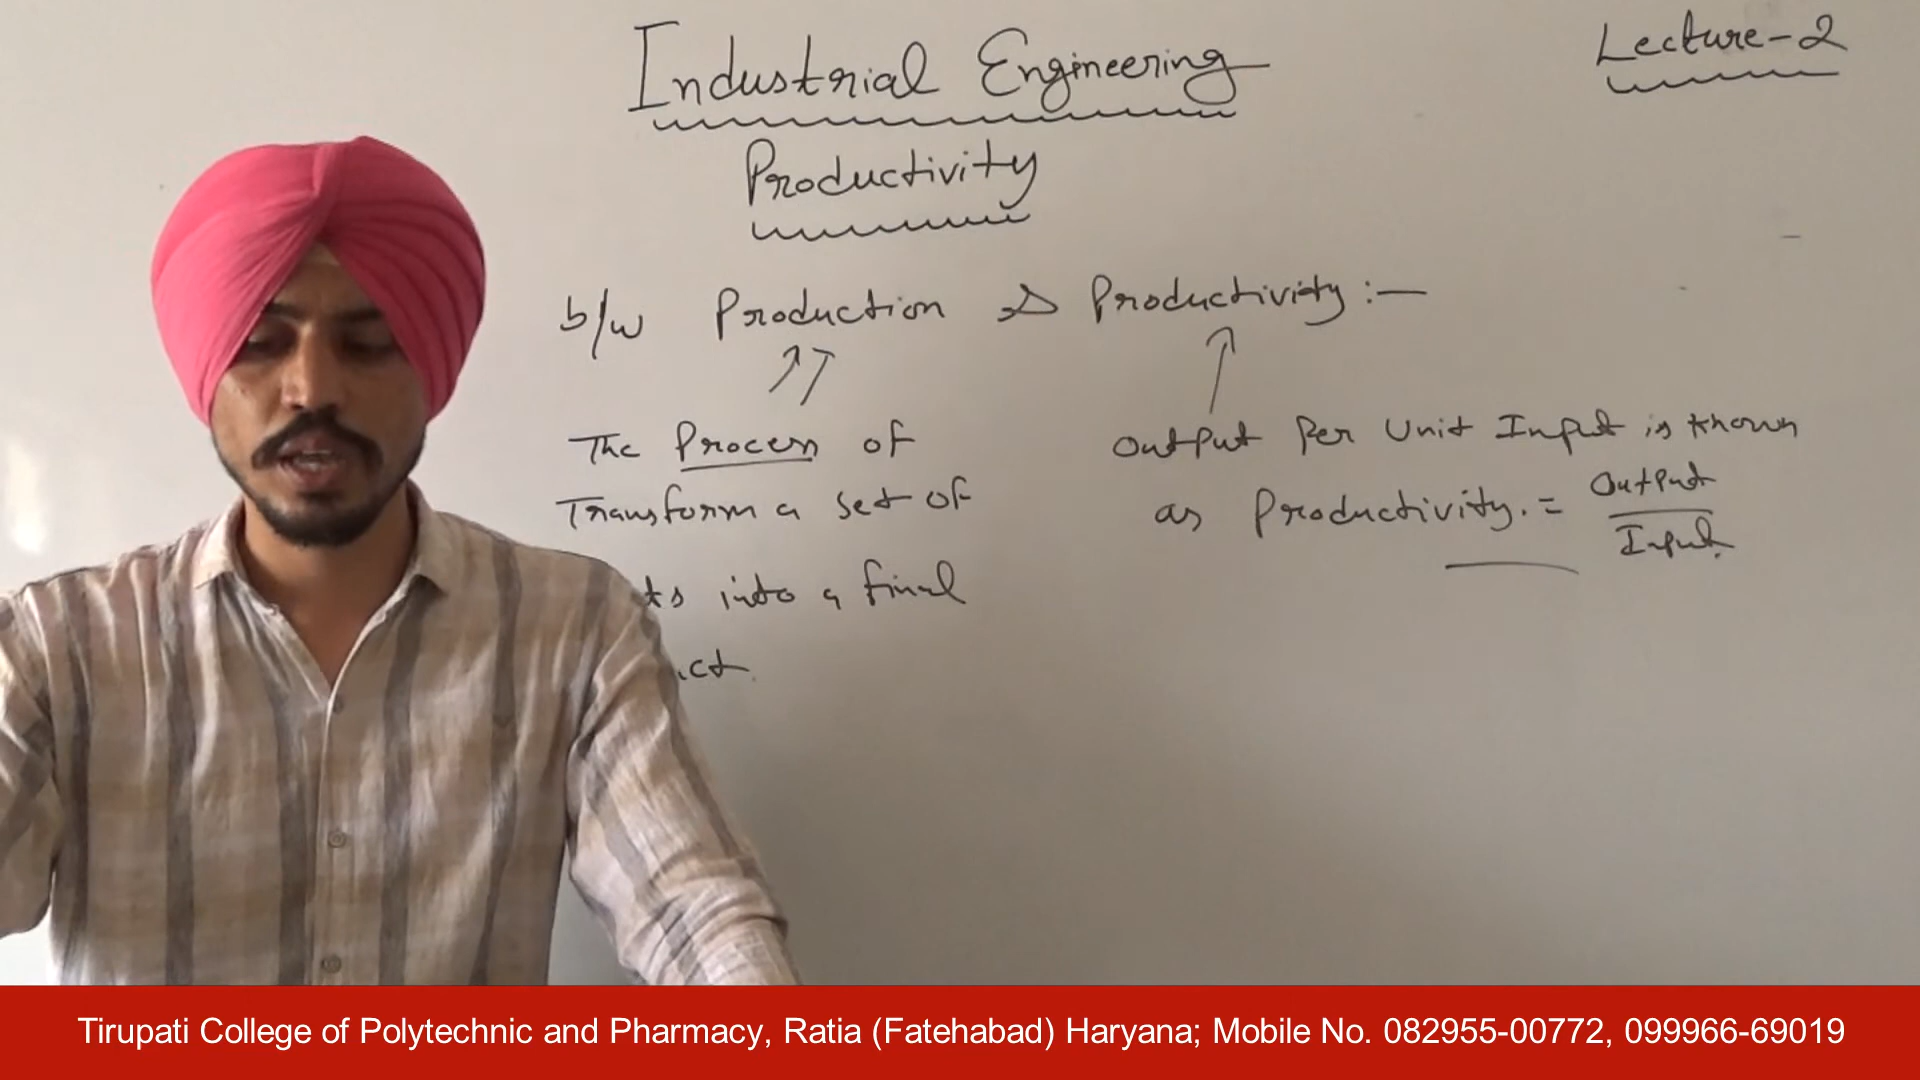 Industrial Engineering
Lecture-2
Productivity
b/w Production & Productivity :-
The Process of
Transform a set of
ts into a final
ct.
Output Per Unit Input is known
as Productivity. = Output
Input
Tirupati College of Polytechnic and Pharmacy, Ratia (Fatehabad) Haryana; Mobile No. 082955-00772, 099966-69019